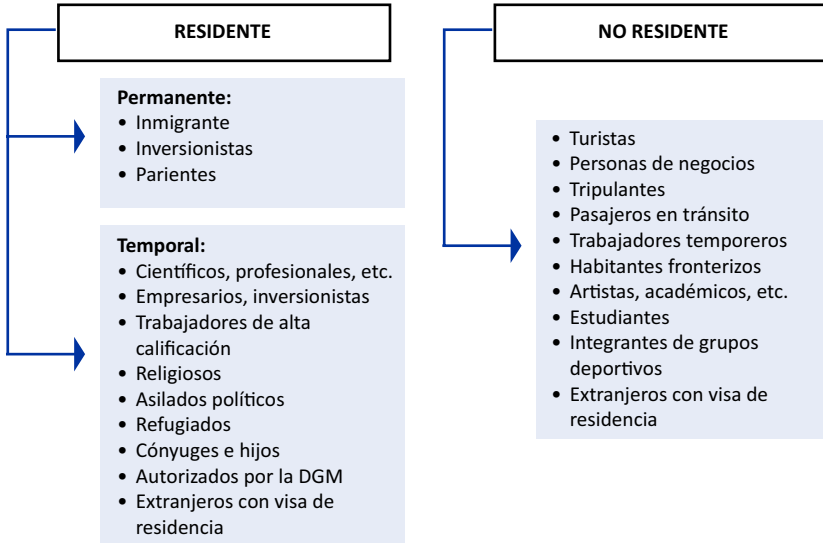 RESIDENTE
Permanente:
• Inmigrante
• Inversionistas
• Parientes
Temporal:
• Científicos, profesionales, etc.
• Empresarios, inversionistas
• Trabajadores de alta
calificación
• Religiosos
• Asilados políticos
• Refugiados
• Cónyuges e hijos
• Autorizados por la DGM
• Extranjeros con visa de
residencia
NO RESIDENTE
• Turistas
• Personas de negocios
• Tripulantes
• Pasajeros en tránsito
• Trabajadores temporeros
• Habitantes fronterizos
• Artistas, académicos, etc.
• Estudiantes
• Integrantes de grupos
deportivos
• Extranjeros con visa de
residencia